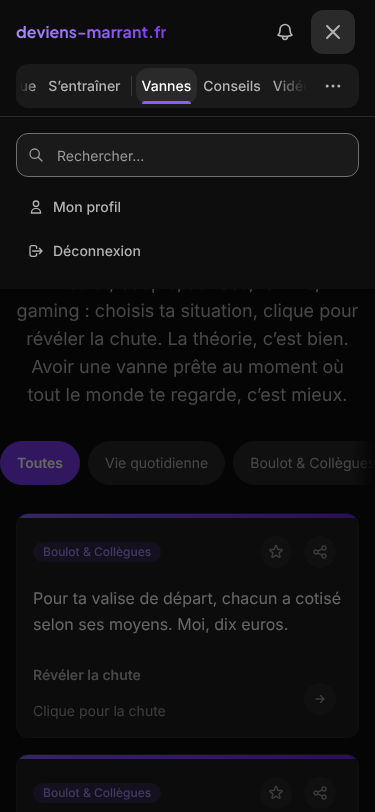 deviens-marrant.fr
S'entraîner
Vannes
Conseils
Rechercher...
Mon profil
Déconnexion
gaming : choisis ta situation, clique pour
révéler la chute. La théorie, c'est bien.
Avoir une vanne prête au moment où
tout le monde te regarde, c'est mieux.
Toutes
Vie quotidienne
Boulot & Collègues
Boulot & Collègues
Pour ta valise de départ, chacun a cotisé
selon ses moyens. Moi, dix euros.
Révéler la chute
Clique pour la chute
Boulot & Collègues